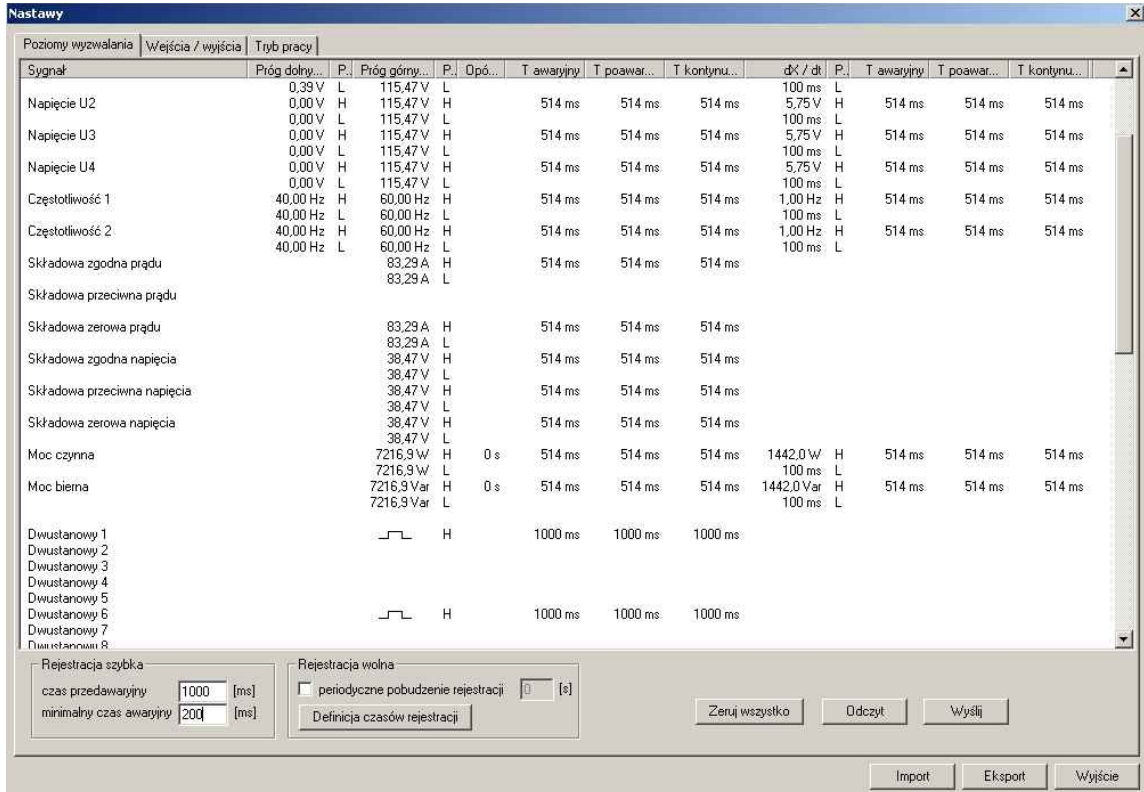 Nastawy
Poziomy wyzwalania Wejścia / wyjścia Tryb pracy
Sygnał Próg dolny... P.. Próg górny... P.. Opó... T awaryjny T poawar... T kontynu... dX / dt P.. T awaryjny T poawar... T kontynu...
0,39 V L 115,47 V L 100 ms L
Napięcie U2 0,00 V H 115,47 V H 514 ms 514 ms 514 ms 5,75 V H 514 ms 514 ms 514 ms
0,00 V L 115,47 V L 100 ms L
Napięcie U3 0,00 V H 115,47 V H 514 ms 514 ms 514 ms 5,75 V H 514 ms 514 ms 514 ms
0,00 V L 115,47 V L 100 ms L
Napięcie U4 0,00 V H 115,47 V H 514 ms 514 ms 514 ms 5,75 V H 514 ms 514 ms 514 ms
0,00 V L 115,47 V L 100 ms L
Częstotliwość 1 40,00 Hz H 60,00 Hz H 514 ms 514 ms 514 ms 1,00 Hz H 514 ms 514 ms 514 ms
40,00 Hz L 60,00 Hz L 100 ms L
Częstotliwość 2 40,00 Hz H 60,00 Hz H 514 ms 514 ms 514 ms 1,00 Hz H 514 ms 514 ms 514 ms
40,00 Hz L 60,00 Hz L 100 ms L
Składowa zgodna prądu 83,29 A H 514 ms 514 ms 514 ms
83,29 A L
Składowa przeciwna prądu
Składowa zerowa prądu 83,29 A H 514 ms 514 ms 514 ms
83,29 A L
Składowa zgodna napięcia 38,47 V H 514 ms 514 ms 514 ms
38,47 V L
Składowa przeciwna napięcia 38,47 V H 514 ms 514 ms 514 ms
38,47 V L
Składowa zerowa napięcia 38,47 V H 514 ms 514 ms 514 ms
38,47 V L
Moc czynna 7216,9 W H 0 s 514 ms 514 ms 514 ms 1442,0 W H 514 ms 514 ms 514 ms
7216,9 W L 100 ms L
Moc bierna 7216,9 Var H 0 s 514 ms 514 ms 514 ms 1442,0 Var H 514 ms 514 ms 514 ms
7216,9 Var L 100 ms L
Dwustanowy 1 H 1000 ms 1000 ms 1000 ms
Dwustanowy 2
Dwustanowy 3
Dwustanowy 4
Dwustanowy 5
Dwustanowy 6 H 1000 ms 1000 ms 1000 ms
Dwustanowy 7
Dwustanowy 8
Rejestracja szybka
czas przedawaryjny 1000 [ms]
minimalny czas awaryjny 200 [ms]
Rejestracja wolna
periodyczne pobudzenie rejestracji 0 [s]
Definicja czasów rejestracji
Zeruj wszystko Odczyt Wyślij
Import Eksport Wyjście